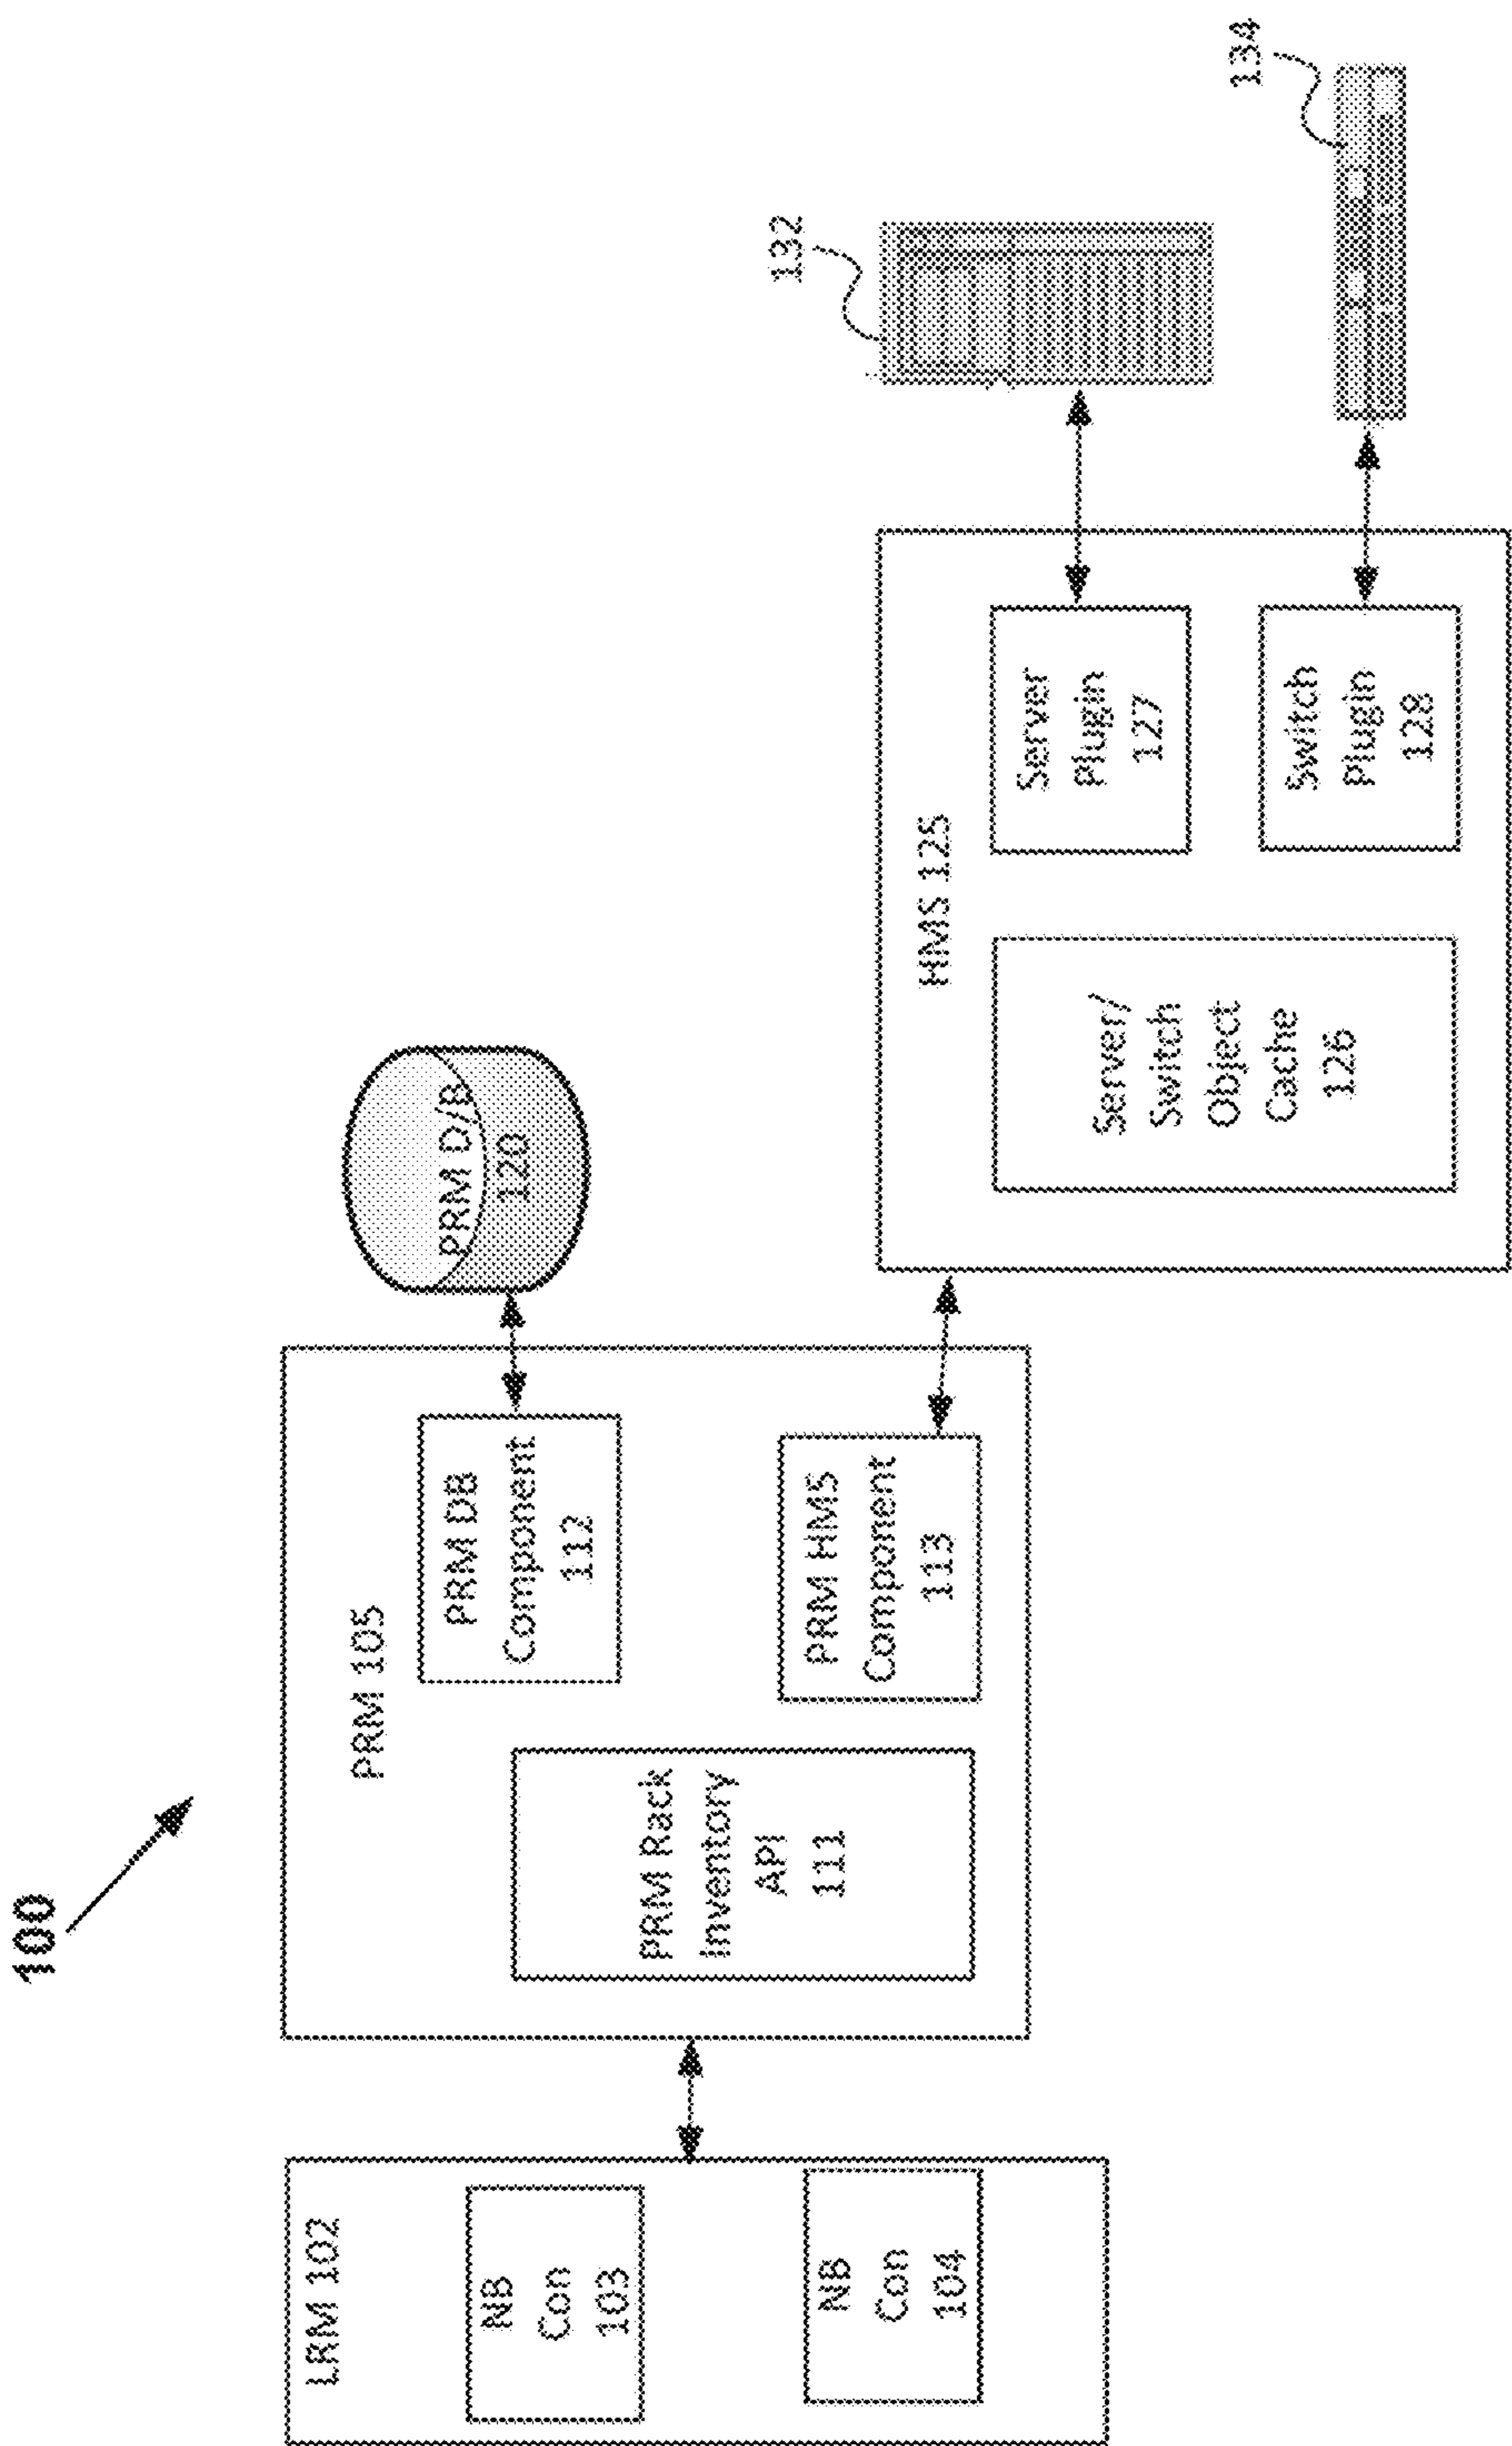 100
LRM 102
NB
Con
103
NB
Con
104
PRM 105
PRM Rack
Inventory
API
111
PRM DB
Component
112
PRM HMS
Component
113
PRM D/B
120
HMS 125
Server/
Switch
Object
Cache
126
Server
Plugin
127
Switch
Plugin
128
132
134